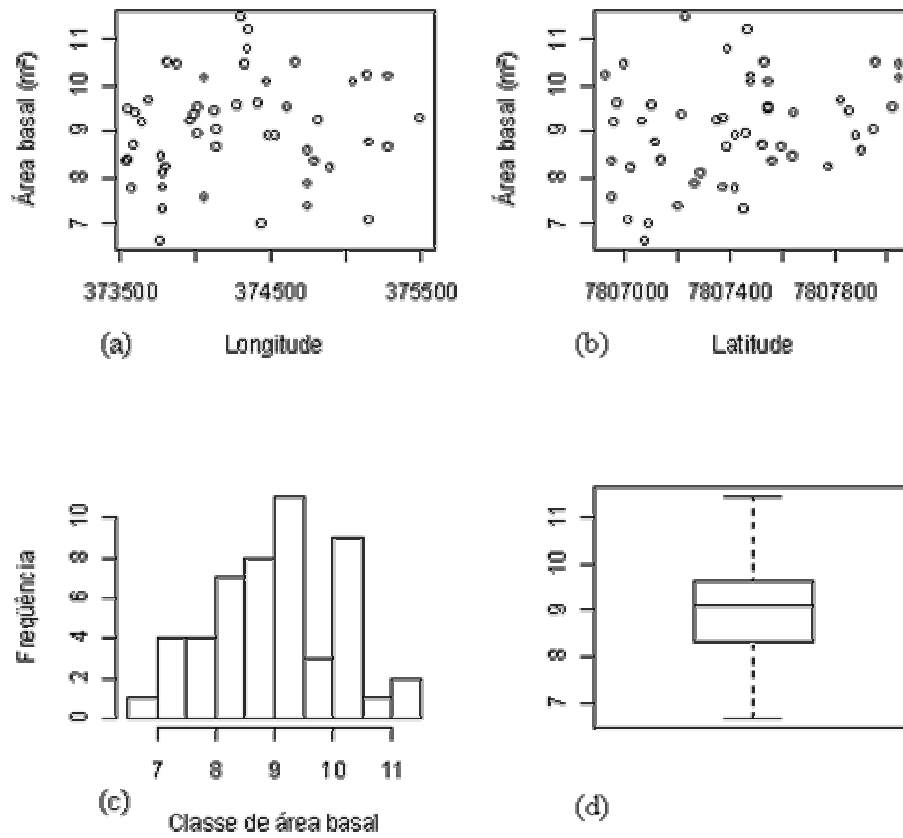 Área basal (m²)
7 8 9 10 11
373500 374500 375500
(a) Longitude
Área basal (m²)
7 8 9 10 11
7807000 7807400 7807800
(b) Latitude
Freqüência
0 2 4 6 8 10
7 8 9 10 11
(c)
Classe de área basal
7 8 9 10 11
(d)